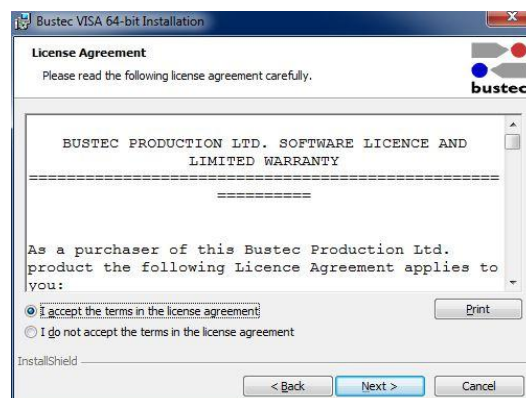 Bustec VISA 64-bit Installation
License Agreement
Please read the following license agreement carefully.
bustec
BUSTEC PRODUCTION LTD. SOFTWARE LICENCE AND
LIMITED WARRANTY
==================================================
==========
As a purchaser of this Bustec Production Ltd.
product the following Licence Agreement applies to
you:
I accept the terms in the license agreement
Print
I do not accept the terms in the license agreement
InstallShield
< Back
Next >
Cancel